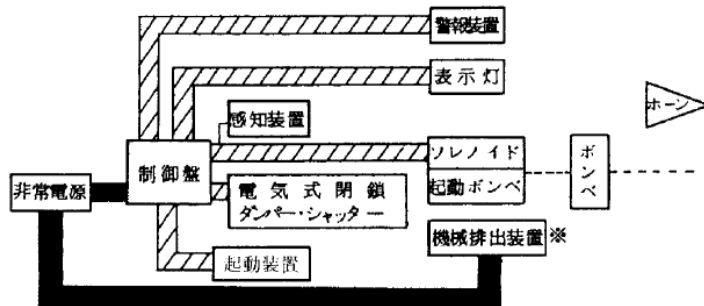 警報装置
表示灯
感知装置
ホーン
制御盤
ソレノイド
起動ボンベ
ボンベ
非常電源
電気式閉鎖
ダンパー・シャッター
機械排出装置※
起動装置